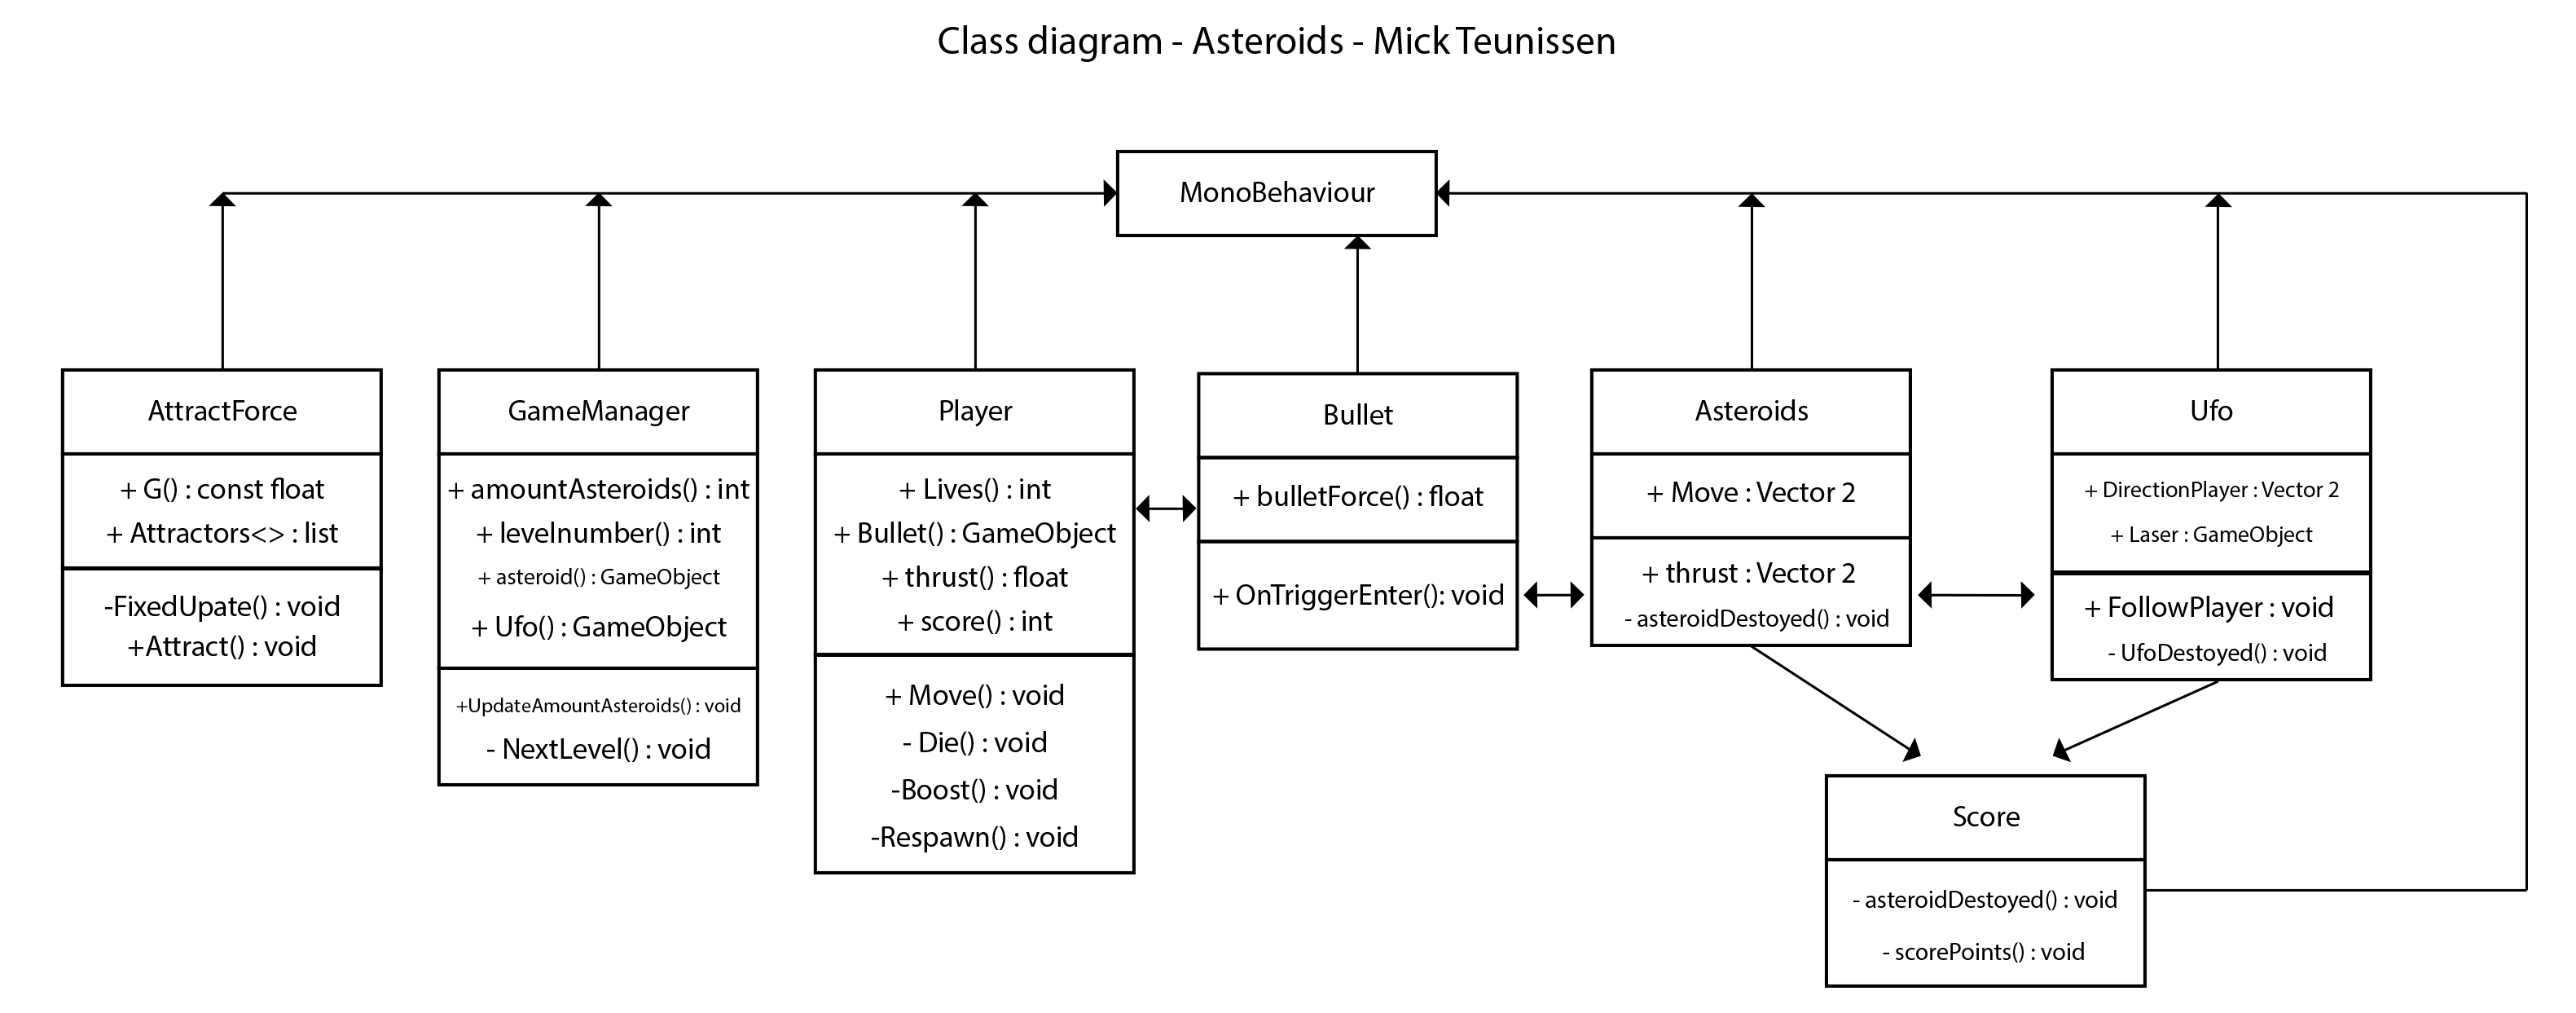 Class diagram - Asteroids - Mick Teunissen
MonoBehaviour
AttractForce
+ G() : const float
+ Attractors<> : list
-FixedUpate() : void
+Attract() : void
GameManager
+ amountAsteroids() : int
+ levelnumber() : int
+ asteroid() : GameObject
+ Ufo() : GameObject
+UpdateAmountAsteroids() : void
- NextLevel() : void
Player
+ Lives() : int
+ Bullet() : GameObject
+ thrust() : float
+ score() : int
+ Move() : void
- Die() : void
-Boost() : void
-Respawn() : void
Bullet
+ bulletForce() : float
+ OnTriggerEnter(): void
Asteroids
+ Move : Vector 2
+ thrust : Vector 2
- asteroidDestoyed() : void
Ufo
+ DirectionPlayer : Vector 2
+ Laser : GameObject
+ FollowPlayer : void
- UfoDestoyed() : void
Score
- asteroidDestoyed() : void
- scorePoints() : void